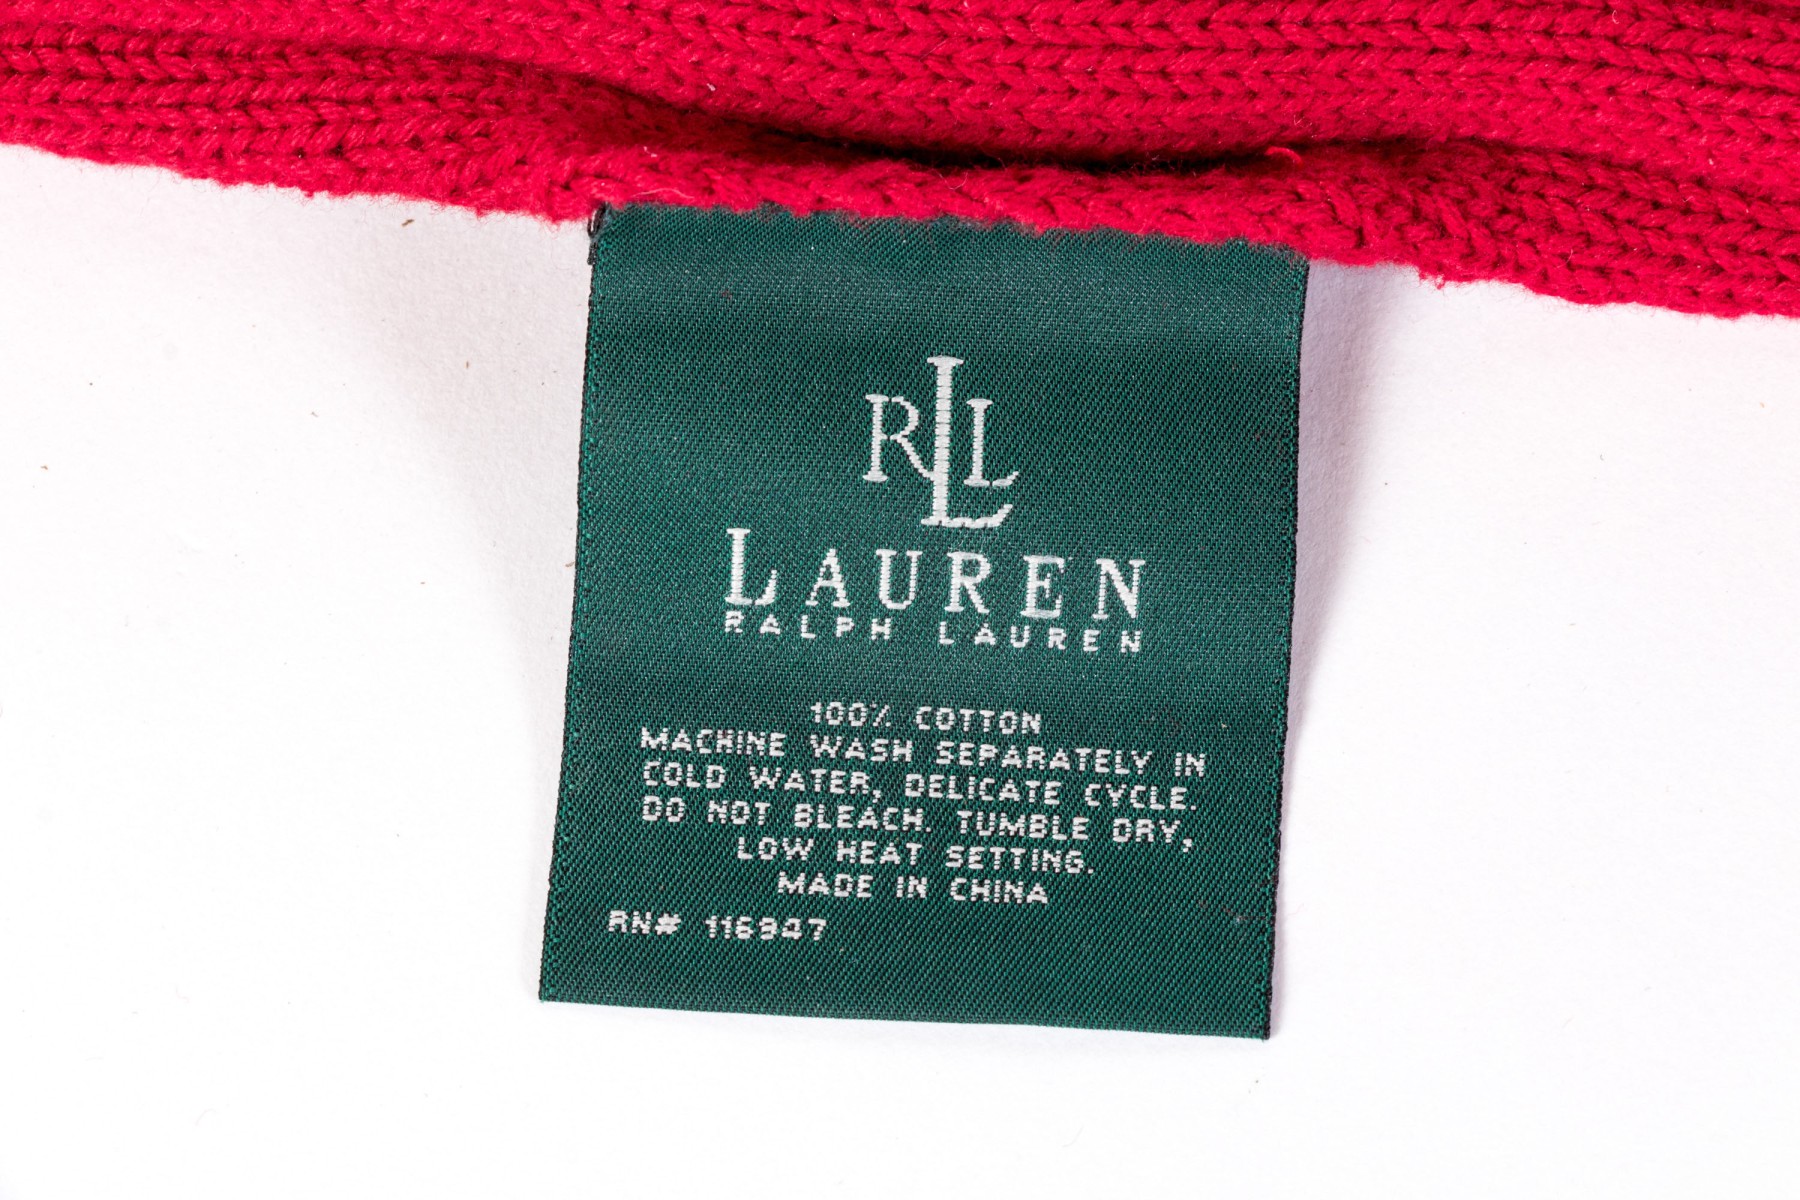 RLL
LAUREN
RALPH LAUREN
100% COTTON
MACHINE WASH SEPARATELY IN
COLD WATER, DELICATE CYCLE.
DO NOT BLEACH. TUMBLE DRY,
LOW HEAT SETTING.
MADE IN CHINA
RN# 116947